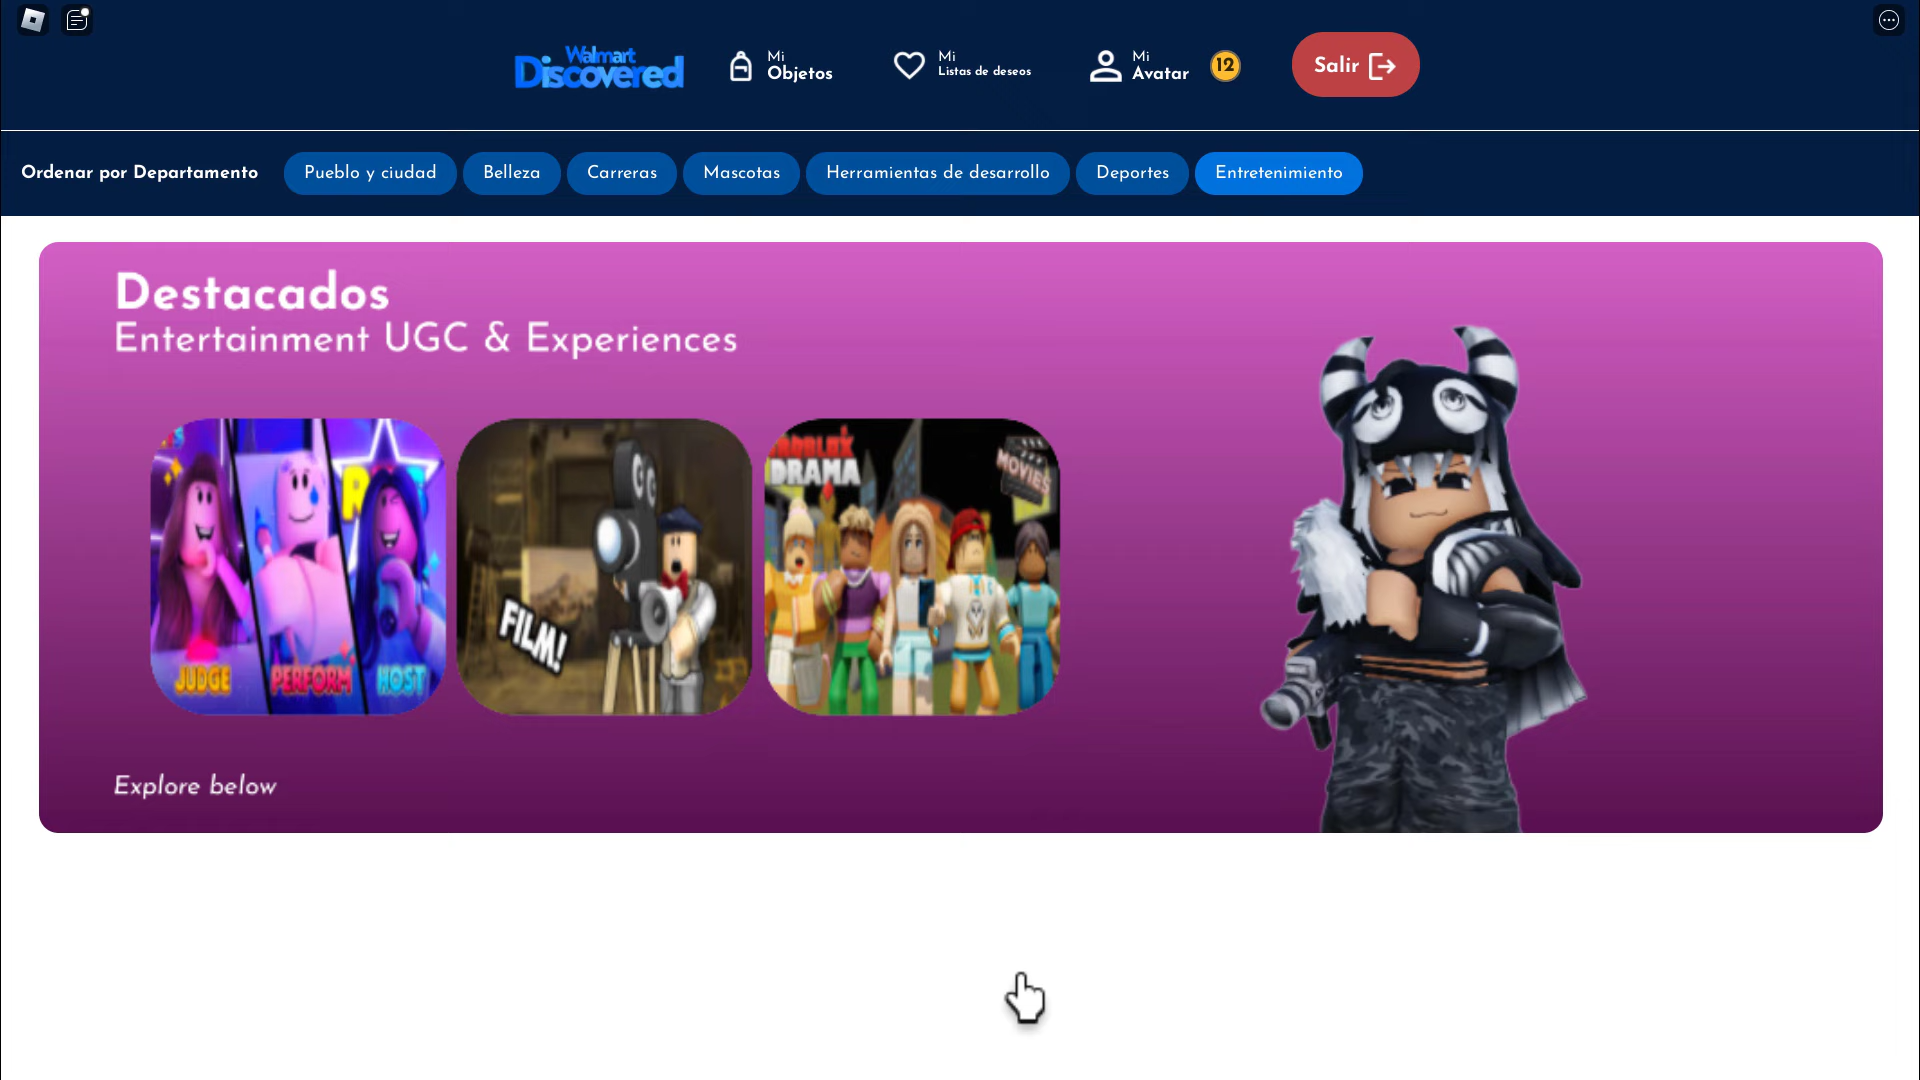 Walmart
Discovered
Mi
Objetos
Mi
Listas de deseos
Mi
Avatar
12
Salir
Ordenar por Departamento
Pueblo y ciudad
Belleza
Carreras
Mascotas
Herramientas de desarrollo
Deportes
Entretenimiento
Destacados
Entertainment UGC & Experiences
ROBLOX
DRAMA
MOVIES
FILM!
JUDGE
PERFORM
HOST
Explore below